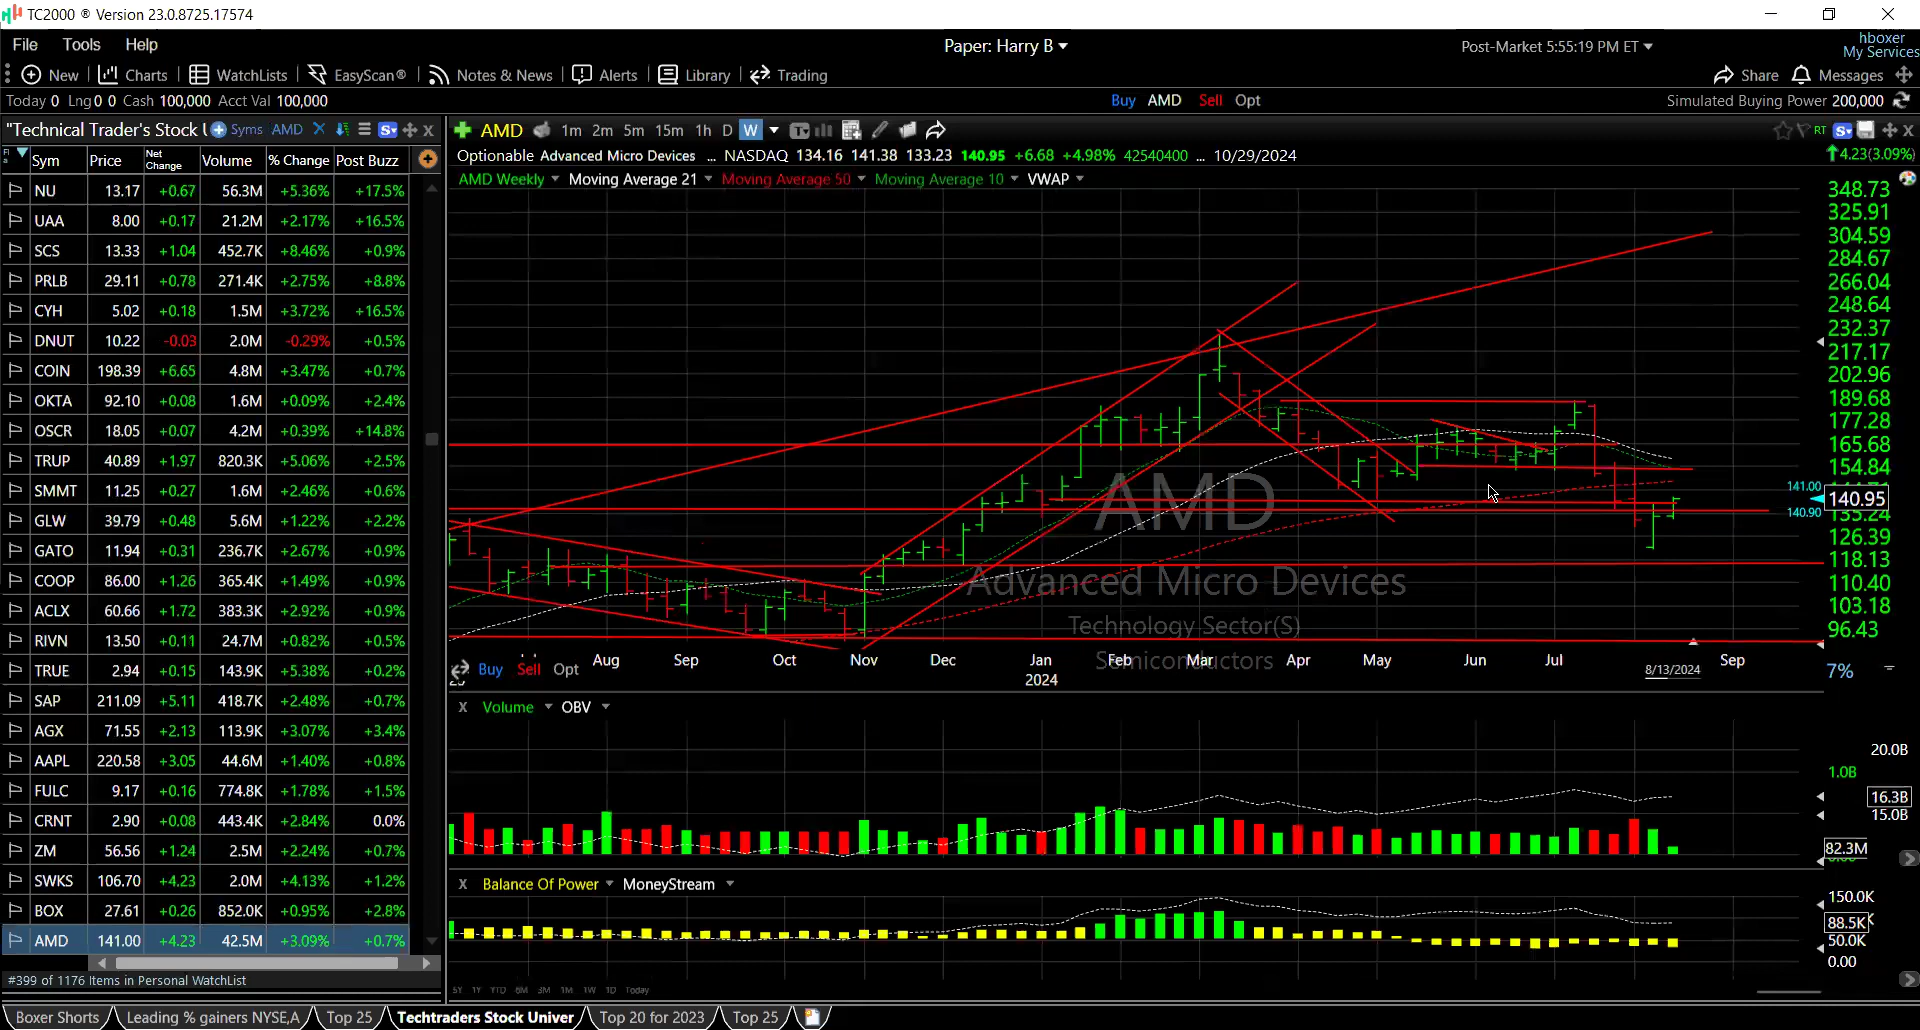 TC2000 ® Version 23.0.8725.17574
File Tools Help
Paper: Harry B
Post-Market 5:55:19 PM ET
hboxer
My Services
New Charts WatchLists EasyScan® Notes & News Alerts Library Trading
Share Messages
Today 0 Lng 0 0 Cash 100,000 Acct Val 100,000
Buy AMD Sell Opt
Simulated Buying Power 200,000
"Technical Trader's Stock U Syms AMD
AMD 1m 2m 5m 15m 1h D W
RT
Optionable Advanced Micro Devices ... NASDAQ 134.16 141.38 133.23 140.95 +6.68 +4.98% 42540400 ... 10/29/2024
4.23(3.09%)
AMD Weekly Moving Average 21 Moving Average 50 Moving Average 10 VWAP
Sym Price Net Change Volume % Change Post Buzz
NU 13.17 +0.67 56.3M +5.36% +17.5%
UAA 8.00 +0.17 21.2M +2.17% +16.5%
SCS 13.33 +1.04 452.7K +8.46% +0.9%
PRLB 29.11 +0.78 271.4K +2.75% +8.8%
CYH 5.02 +0.18 1.5M +3.72% +16.5%
DNUT 10.22 -0.03 2.0M -0.29% +0.5%
COIN 198.39 +6.65 4.8M +3.47% +0.7%
OKTA 92.10 +0.08 1.6M +0.09% +2.4%
OSCR 18.05 +0.07 4.2M +0.39% +14.8%
TRUP 40.89 +1.97 820.3K +5.06% +2.5%
SMMT 11.25 +0.27 1.6M +2.46% +0.6%
GLW 39.79 +0.48 5.6M +1.22% +2.2%
GATO 11.94 +0.31 236.7K +2.67% +0.9%
COOP 86.00 +1.26 365.4K +1.49% +0.9%
ACLX 60.66 +1.72 383.3K +2.92% +0.9%
RIVN 13.50 +0.11 24.7M +0.82% +0.5%
TRUE 2.94 +0.15 143.9K +5.38% +0.2%
SAP 211.09 +5.11 418.7K +2.48% +0.7%
AGX 71.55 +2.13 113.9K +3.07% +3.4%
AAPL 220.58 +3.05 44.6M +1.40% +0.8%
FULC 9.17 +0.16 774.8K +1.78% +1.5%
CRNT 2.90 +0.08 443.4K +2.84% 0.0%
ZM 56.56 +1.24 2.5M +2.24% +0.7%
SWKS 106.70 +4.23 2.0M +4.13% +1.2%
BOX 27.61 +0.26 852.0K +0.95% +2.8%
AMD 141.00 +4.23 42.5M +3.09% +0.7%
#399 of 1176 Items in Personal WatchList
348.73
325.91
304.59
284.67
266.04
248.64
232.37
217.17
202.96
189.68
177.28
165.68
154.84
141.00
140.95
140.90
135.24
126.39
118.13
110.40
103.18
96.43
AMD
Advanced Micro Devices
Technology Sector(S)
Semiconductors
Aug Sep Oct Nov Dec Jan Feb Mar Apr May Jun Jul Sep
2024
8/13/2024
7%
Buy Sell Opt
X Volume OBV
20.0B
1.0B
16.3B
15.0B
82.3M
X Balance Of Power MoneyStream
150.0K
88.5K
50.0K
0.00
5Y 1Y YTD 6M 3M 1M 1W 1D Today
Boxer Shorts Leading % gainers NYSE,A Top 25 Techtraders Stock Univer Top 20 for 2023 Top 25